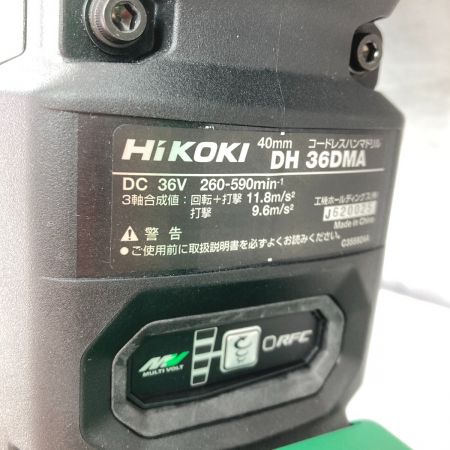 HiKOKI 40mm コードレスハンマドリル
DH 36DMA
DC 36V 260-590min-1
3軸合成値：回転＋打撃 11.8m/s²
打撃 9.6m/s²
工機ホールディングス㈱
Made in China
⚠ 警告
●ご使用前に取扱説明書を必ずよくお読みください。
MULTI VOLT
RFC